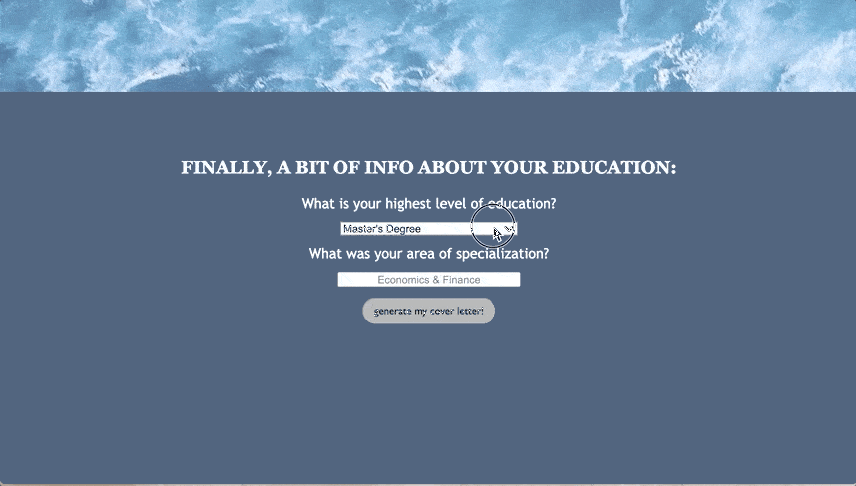 FINALLY, A BIT OF INFO ABOUT YOUR EDUCATION:
What is your highest level of education?
Master's Degree
What was your area of specialization?
Economics & Finance
generate my cover letter!